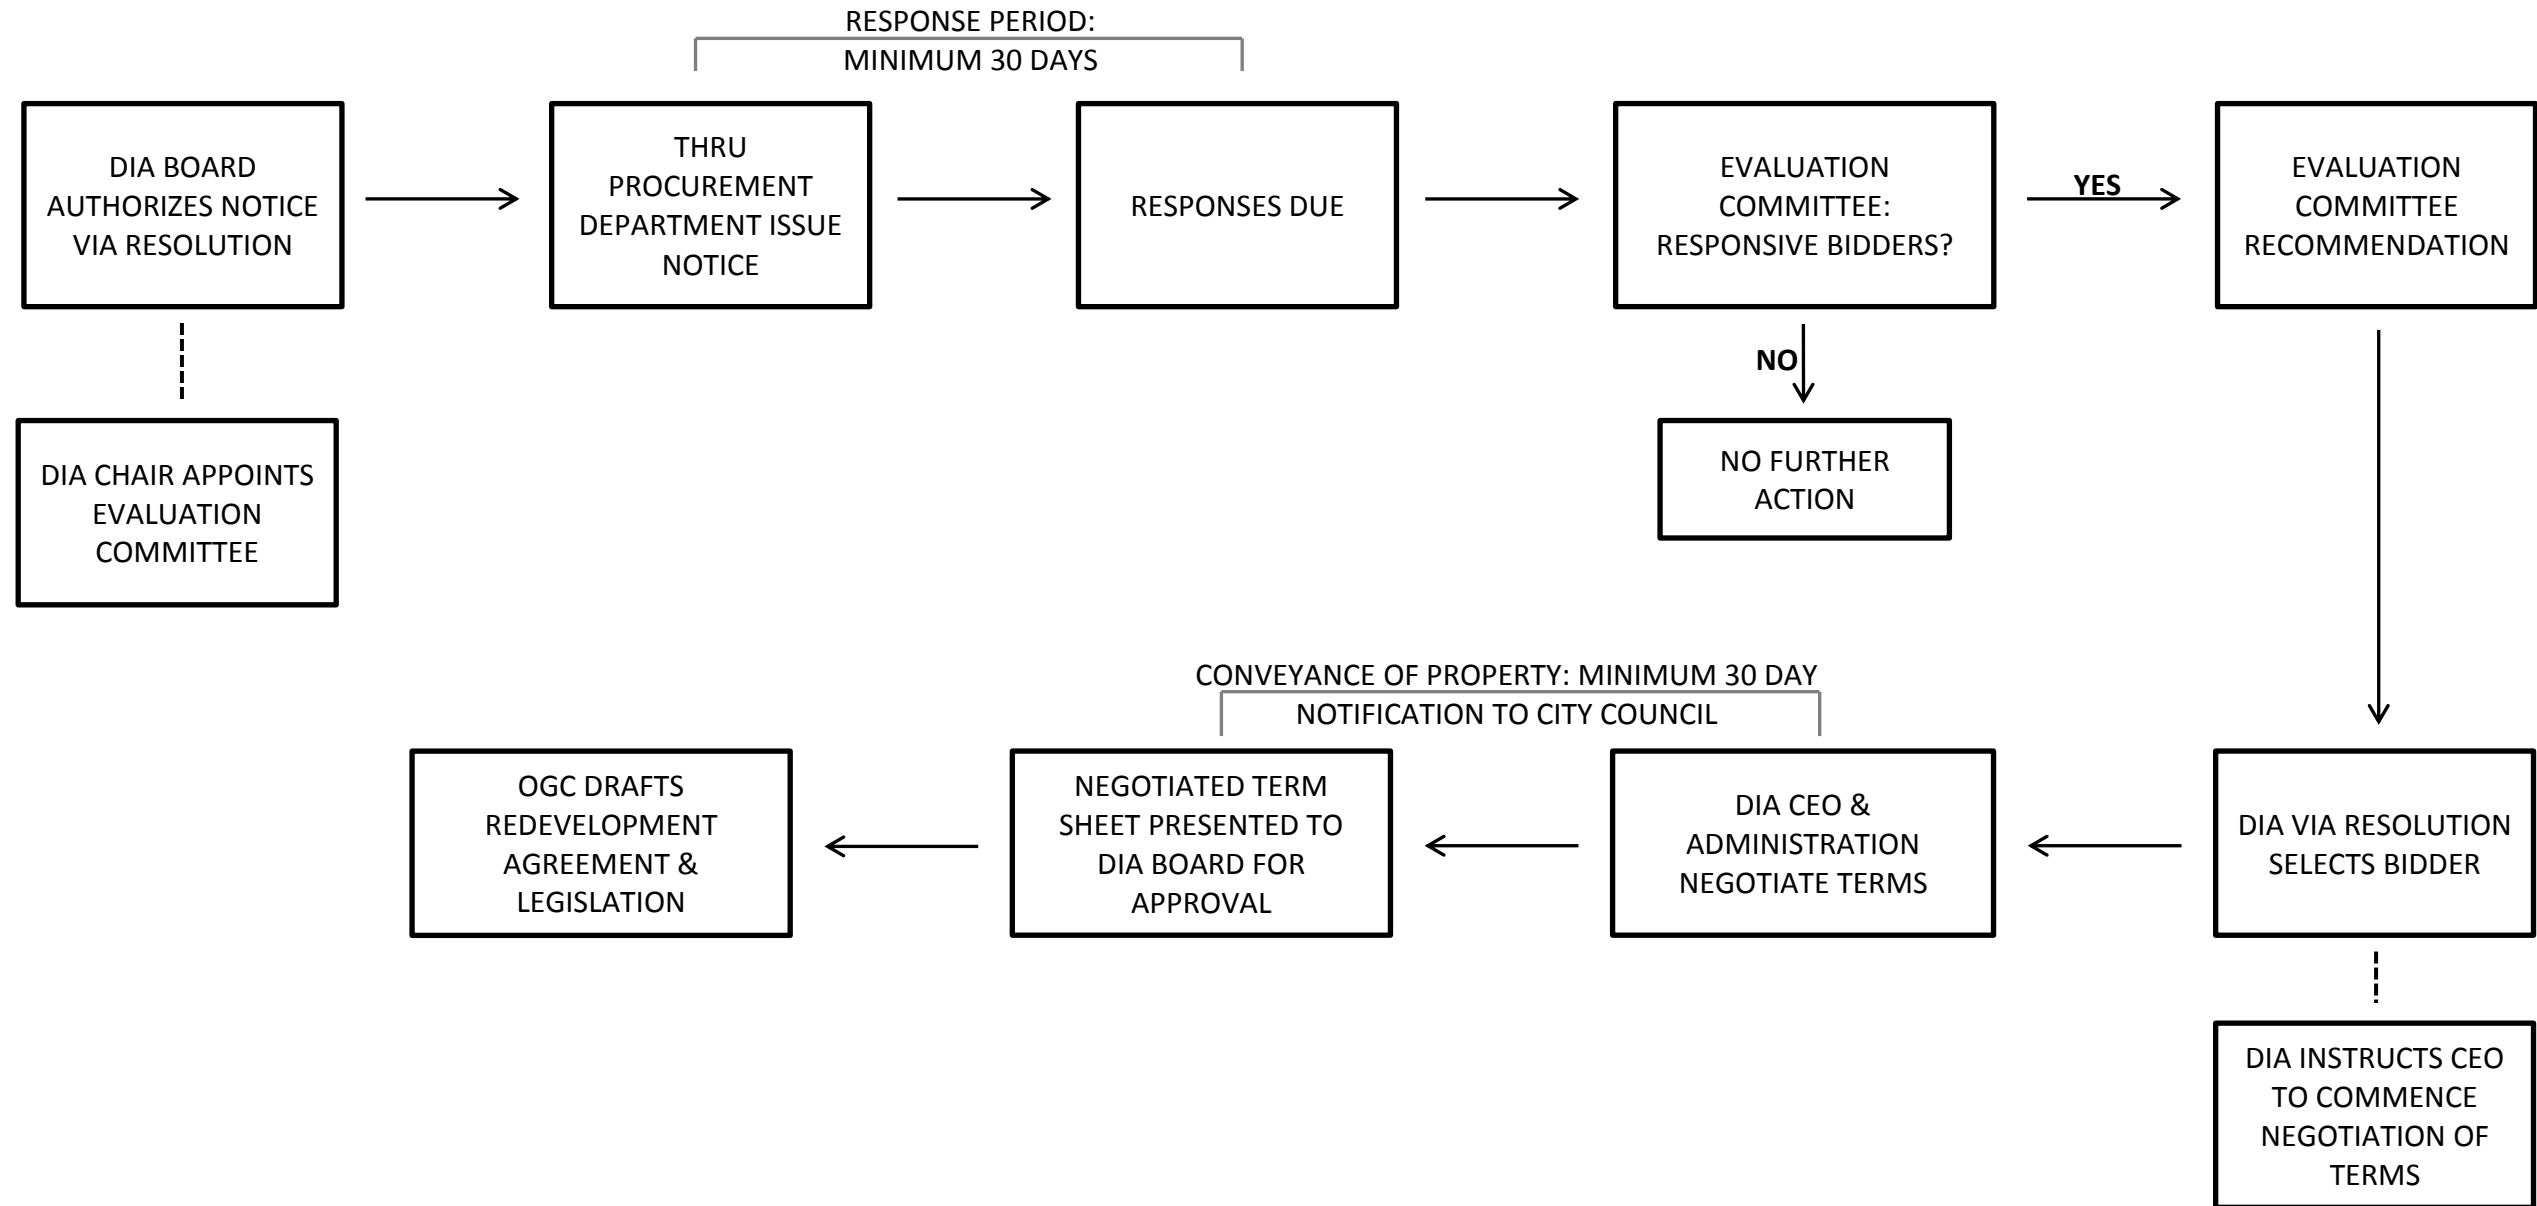 RESPONSE PERIOD:
MINIMUM 30 DAYS
DIA BOARD
AUTHORIZES NOTICE
VIA RESOLUTION
THRU
PROCUREMENT
DEPARTMENT ISSUE
NOTICE
RESPONSES DUE
EVALUATION
COMMITTEE:
RESPONSIVE BIDDERS?
YES
EVALUATION
COMMITTEE
RECOMMENDATION
NO
DIA CHAIR APPOINTS
EVALUATION
COMMITTEE
NO FURTHER
ACTION
CONVEYANCE OF PROPERTY: MINIMUM 30 DAY
NOTIFICATION TO CITY COUNCIL
OGC DRAFTS
REDEVELOPMENT
AGREEMENT &
LEGISLATION
NEGOTIATED TERM
SHEET PRESENTED TO
DIA BOARD FOR
APPROVAL
DIA CEO &
ADMINISTRATION
NEGOTIATE TERMS
DIA VIA RESOLUTION
SELECTS BIDDER
DIA INSTRUCTS CEO
TO COMMENCE
NEGOTIATION OF
TERMS